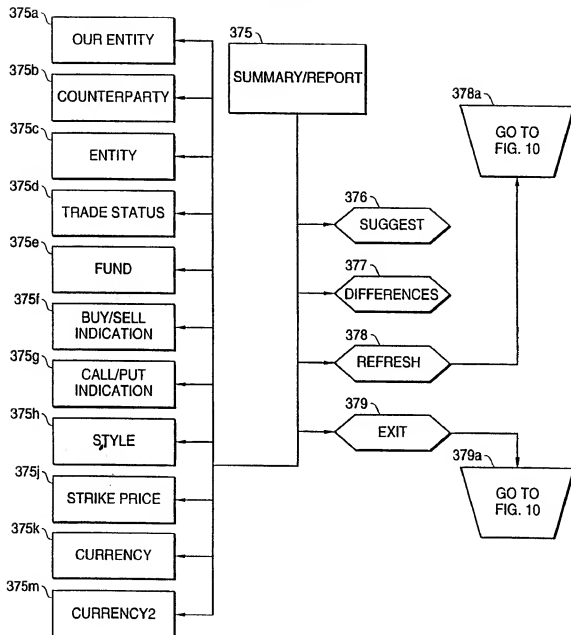 375a
OUR ENTITY
375b
COUNTERPARTY
375c
ENTITY
375d
TRADE STATUS
375e
FUND
375f
BUY/SELL
INDICATION
375g
CALL/PUT
INDICATION
375h
STYLE
375j
STRIKE PRICE
375k
CURRENCY
375m
CURRENCY2
375
SUMMARY/REPORT
376
SUGGEST
377
DIFFERENCES
378
REFRESH
379
EXIT
378a
GO TO
FIG. 10
379a
GO TO
FIG. 10